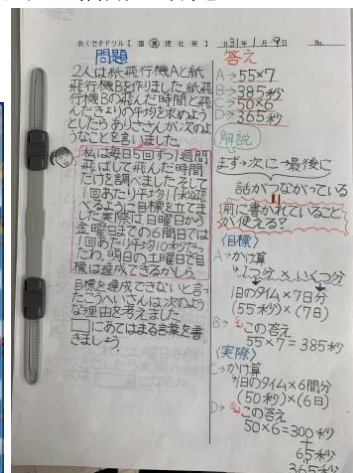 めくせめドリル【国 算 理 社 英】 H31年1月9日 No.
問題
2人は紙飛行機Aと紙
飛行機Bを作りました。紙飛
行機Bの飛んだ時間と飛
んだきょりの平均を求めよう
としたら、ありささんが次のよ
うなことを言いました。
私は毎日5回ずつ1週間
飛ばして飛んだ時間
だけを調べました。そして
1回あたり平均11秒飛
べるように目標を立てま
した。実際は日曜日から
金曜日までの6日間では
1回あたり平均10秒だっ
たわ。明日の土曜日で目
標は達成できるかしら。
目標を達成できないと言っ
たこうへいさんは次のよう
な理由を考えました
□にあてはまる言葉を書
きましょう。
答え
A→55×7
B→385秒
C→50×6
D→365秒
解説
まず→次に→最後に
話がつながっている
前に書かれていること
が使える?
〈目標〉
A→かけ算
1つ分×いくつ分
1日のタイム×7日分
(55秒)×(7日)
B→この答え
55×7=385秒
〈実際〉
C→かけ算
1日のタイム×6日分
(50秒)×(6日)
D→この答え
50×6=300秒
+
65秒
365秒